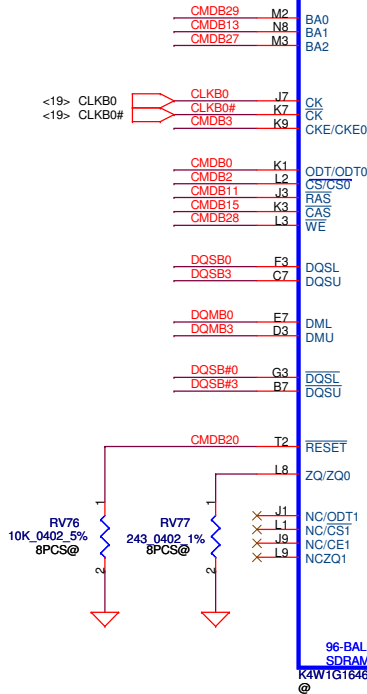 CMDB29 M2 BA0
CMDB13 N8 BA1
CMDB27 M3 BA2
<19> CLKB0 CLKB0 J7 CK
<19> CLKB0# CLKB0# K7 CK
CMDB3 K9 CKE/CKE0
CMDB0 K1 ODT/ODT0
CMDB2 L2 CS/CS0
CMDB11 J3 RAS
CMDB15 K3 CAS
CMDB28 L3 WE
DQSB0 F3 DQSL
DQSB3 C7 DQSU
DQMB0 E7 DML
DQMB3 D3 DMU
DQSB#0 G3 DQSL
DQSB#3 B7 DQSU
CMDB20 T2 RESET
L8 ZQ/ZQ0
1 1
J1 NC/ODT1
RV76 RV77 L1 NC/CS1
10K_0402_5% 243_0402_1% J9 NC/CE1
8PCS@ 8PCS@ L9 NCZQ1
2 2
96-BAL
SDRAM
K4W1G1646
@